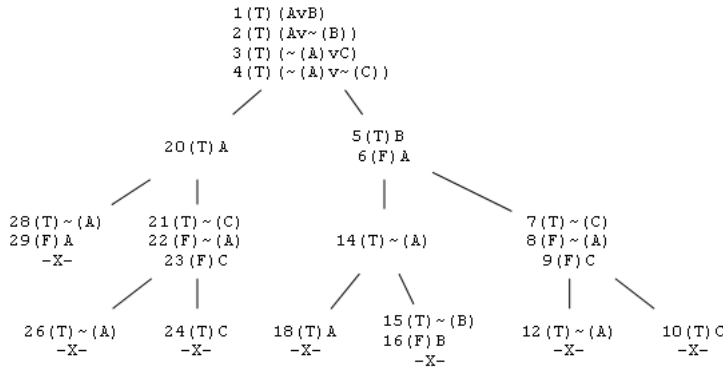 1(T)(AvB)
2(T)(Av~(B))
3(T)(~(A)vC)
4(T)(~(A)v~(C))
20(T)A
5(T)B
6(F)A
28(T)~(A)
29(F)A
-X-
21(T)~(C)
22(F)~(A)
23(F)C
14(T)~(A)
7(T)~(C)
8(F)~(A)
9(F)C
26(T)~(A)
-X-
24(T)C
-X-
18(T)A
-X-
15(T)~(B)
16(F)B
-X-
12(T)~(A)
-X-
10(T)C
-X-